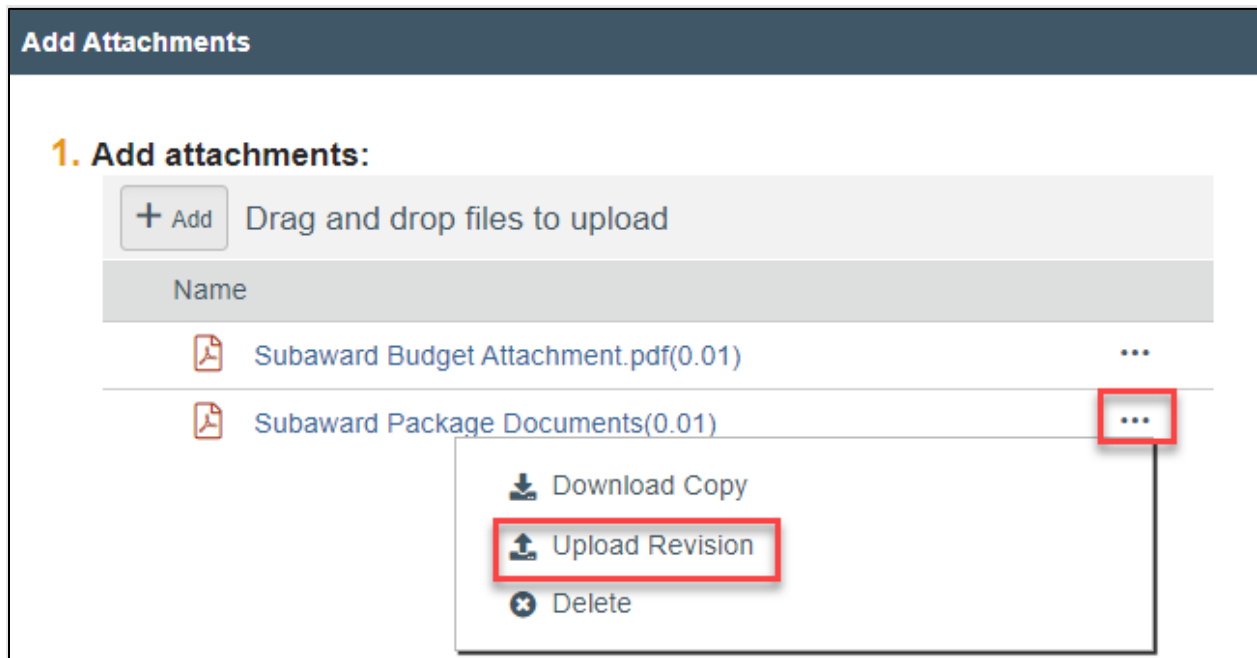 Add Attachments
1. Add attachments:
+ Add Drag and drop files to upload
Name
Subaward Budget Attachment.pdf(0.01) ...
Subaward Package Documents(0.01) ...
Download Copy
Upload Revision
Delete